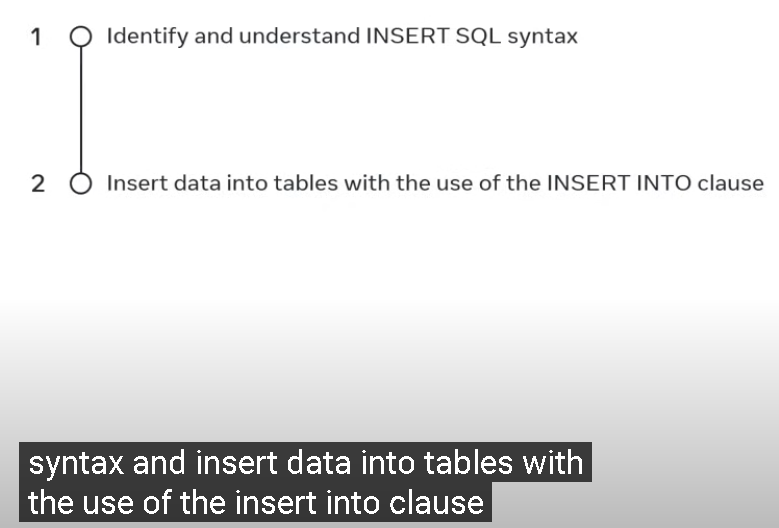 1 Identify and understand INSERT SQL syntax
2 Insert data into tables with the use of the INSERT INTO clause
syntax and insert data into tables with
the use of the insert into clause